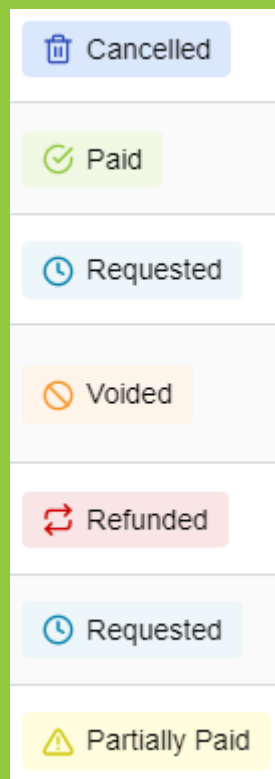 Cancelled
Paid
Requested
Voided
Refunded
Requested
Partially Paid